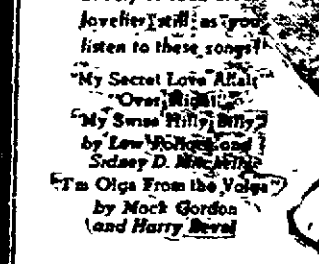 lovelier still as you
listen to these songs!
"My Secret Love Affair"
"Over Night"
"My Swiss Hilly Billy"
by Lew Pollack and
Sidney D. Mitchell
"I'm Olga From the Volga"
by Mack Gordon
and Harry Revel